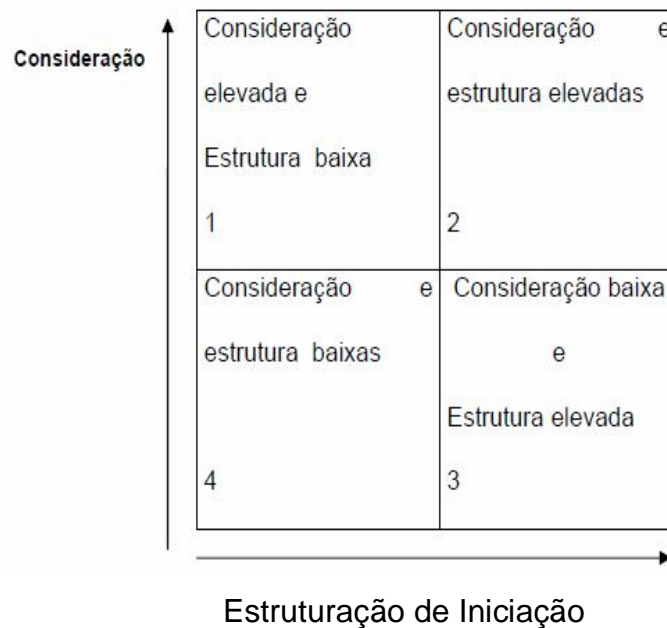 Consideração
Consideração
elevada e
Estrutura baixa
1
Consideração e
estrutura elevadas
2
Consideração e
estrutura baixas
4
Consideração baixa
e
Estrutura elevada
3
Estruturação de Iniciação